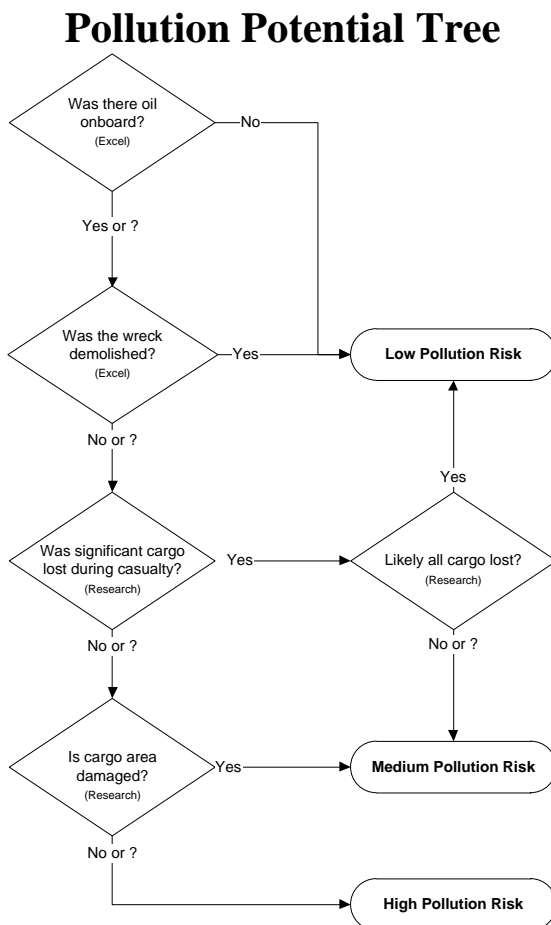 Pollution Potential Tree
Was there oil
onboard?
(Excel)
No
Yes or ?
Was the wreck
demolished?
(Excel)
Yes
Low Pollution Risk
No or ?
Yes
Was significant cargo
lost during casualty?
(Research)
Yes
Likely all cargo lost?
(Research)
No or ?
No or ?
Is cargo area
damaged?
(Research)
Yes
Medium Pollution Risk
No or ?
High Pollution Risk